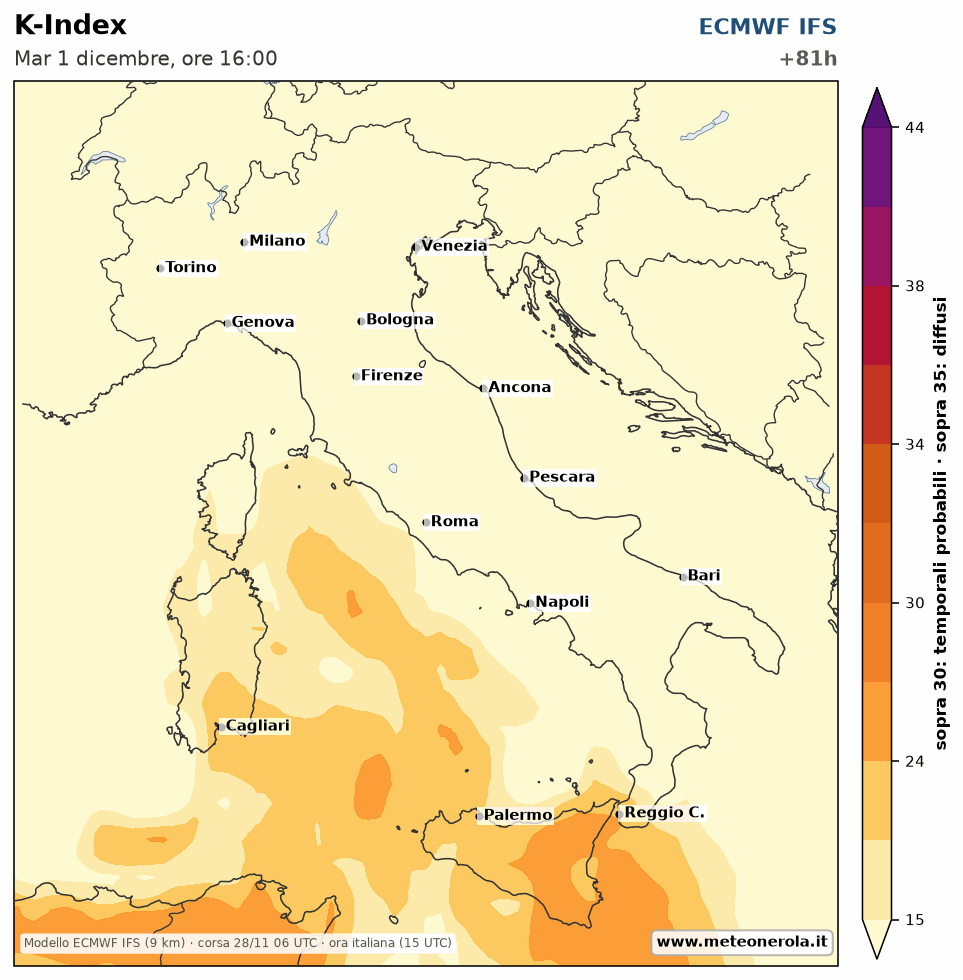 K-Index
ECMWF IFS
Mar 1 dicembre, ore 16:00
+81h
44
38
34
30
24
15
sopra 30: temporali probabili · sopra 35: diffusi
Milano
Venezia
Torino
Genova
Bologna
Firenze
Ancona
Pescara
Roma
Bari
Napoli
Cagliari
Palermo
Reggio C.
Modello ECMWF IFS (9 km) · corsa 28/11 06 UTC · ora italiana (15 UTC)
www.meteonerola.it